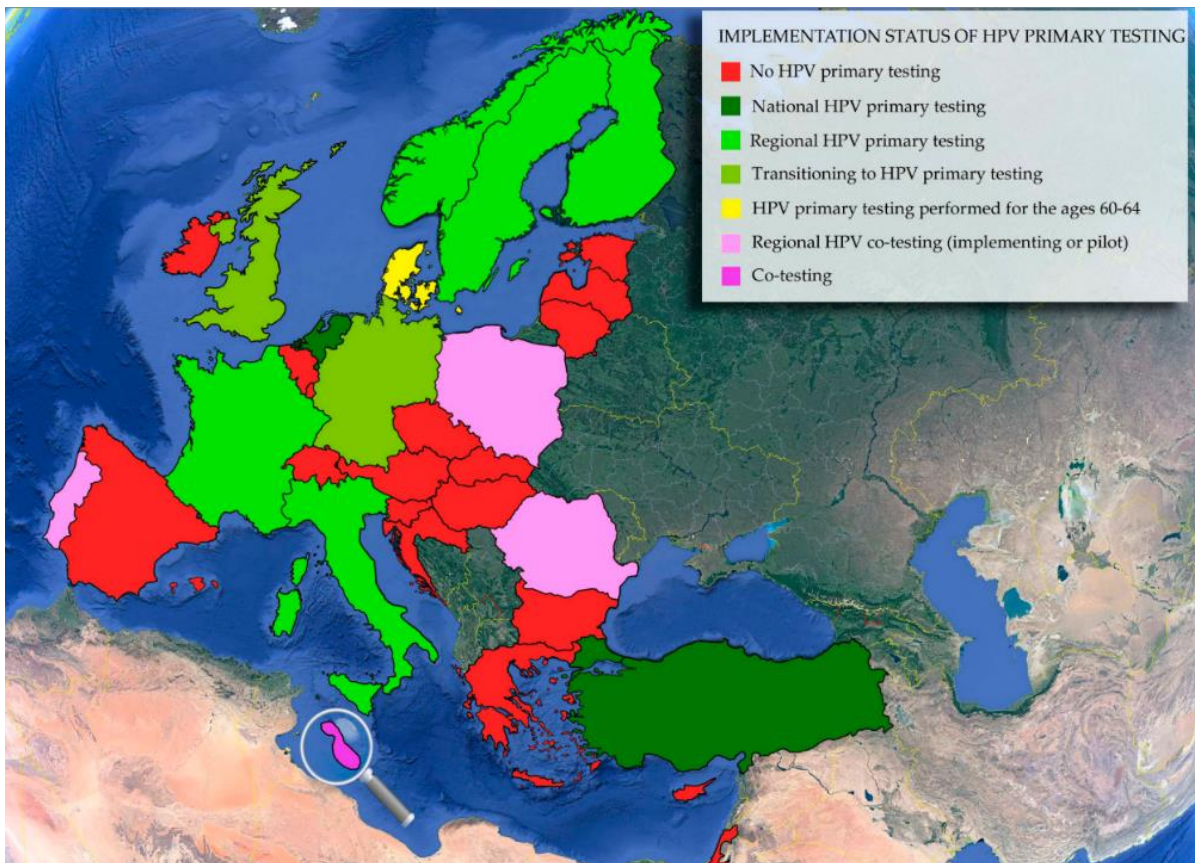 IMPLEMENTATION STATUS OF HPV PRIMARY TESTING
No HPV primary testing
National HPV primary testing
Regional HPV primary testing
Transitioning to HPV primary testing
HPV primary testing performed for the ages 60-64
Regional HPV co-testing (implementing or pilot)
Co-testing